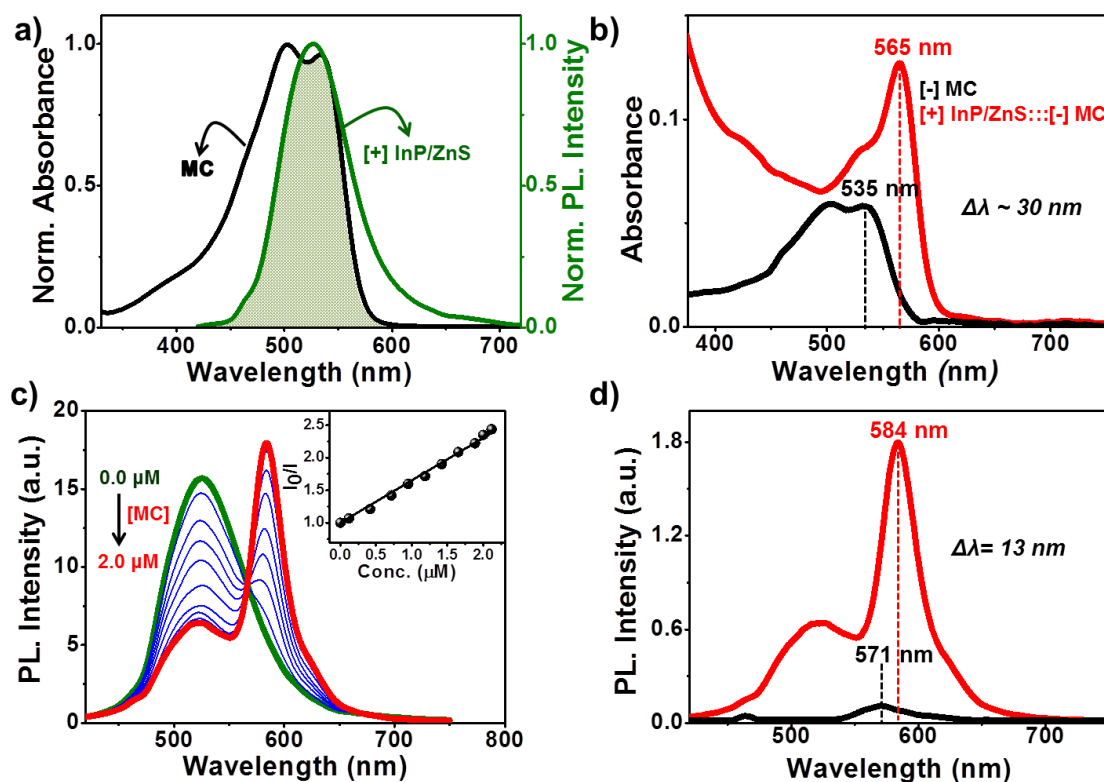 a)
1.0
0.5
0.0
Norm. Absorbance
MC
[+] InP/ZnS
1.0
0.5
0.0
Norm. PL. Intensity
400 500 600 700
Wavelength (nm)
b)
565 nm
[-] MC
[+] InP/ZnS:::[-] MC
535 nm
Δλ ~ 30 nm
0.1
0.0
Absorbance
400 500 600 700
Wavelength (nm)
c)
20
15
10
5
0
PL. Intensity (a.u.)
0.0 µM
[MC]
2.0 µM
2.5
2.0
1.5
1.0
I0/I
0.0 0.5 1.0 1.5 2.0
Conc. (µM)
400 500 600 700 800
Wavelength (nm)
d)
584 nm
Δλ= 13 nm
571 nm
1.8
1.2
0.6
0.0
PL. Intensity (a.u.)
500 600 700
Wavelength (nm)